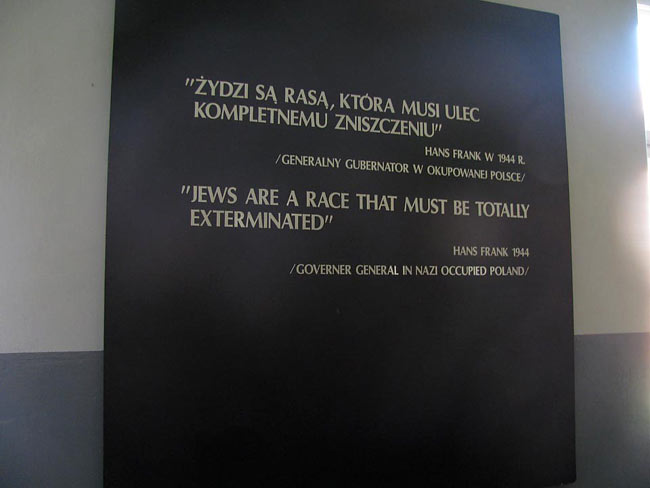 "ŻYDZI SĄ RASĄ, KTÓRA MUSI ULEC
KOMPLETNEMU ZNISZCZENIU"
HANS FRANK W 1944 R.
/GENERALNY GUBERNATOR W OKUPOWANEJ POLSCE/
"JEWS ARE A RACE THAT MUST BE TOTALLY
EXTERMINATED"
HANS FRANK 1944
/GOVERNER GENERAL IN NAZI OCCUPIED POLAND/